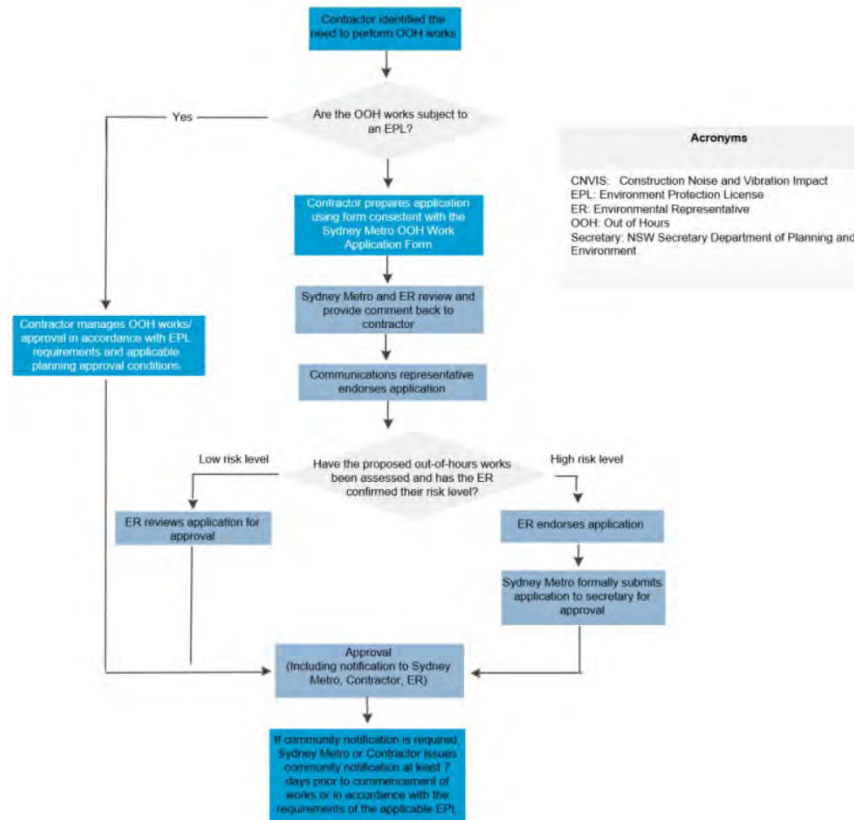 Contractor identified the
need to perform OOH works
Yes
Are the OOH works subject to
an EPL?
Acronyms
CNVIS: Construction Noise and Vibration Impact
EPL: Environment Protection License
ER: Environmental Representative
OOH: Out of Hours
Secretary: NSW Secretary Department of Planning and
Environment
Contractor prepares application
using form consistent with the
Sydney Metro OOH Work
Application Form
Sydney Metro and ER review and
provide comment back to
contractor
Contractor manages OOH works/
approval in accordance with EPL
requirements and applicable
planning approval conditions.
Communications representative
endorses application
Low risk level
Have the proposed out-of-hours works
been assessed and has the ER
confirmed their risk level?
High risk level
ER reviews application for
approval
ER endorses application
Sydney Metro formally submits
application to secretary for
approval
Approval
(Including notification to Sydney
Metro, Contractor, ER)
If community notification is required,
Sydney Metro or Contractor issues
community notification at least 7
days prior to commencement of
works or in accordance with the
requirements of the applicable EPL